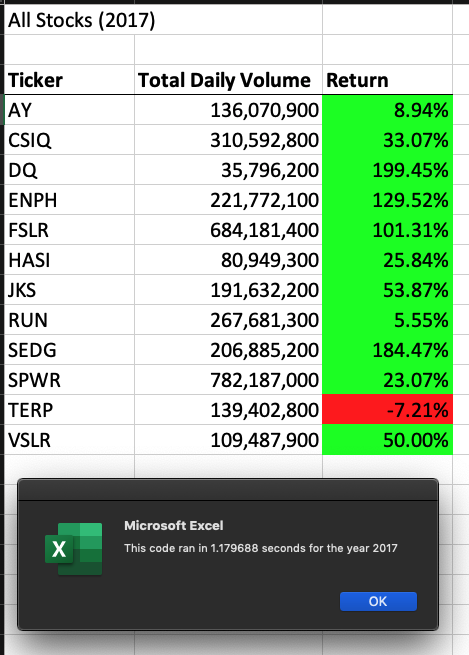 All Stocks (2017)
Ticker Total Daily Volume Return
AY 136,070,900 8.94%
CSIQ 310,592,800 33.07%
DQ 35,796,200 199.45%
ENPH 221,772,100 129.52%
FSLR 684,181,400 101.31%
HASI 80,949,300 25.84%
JKS 191,632,200 53.87%
RUN 267,681,300 5.55%
SEDG 206,885,200 184.47%
SPWR 782,187,000 23.07%
TERP 139,402,800 -7.21%
VSLR 109,487,900 50.00%
Microsoft Excel
X
This code ran in 1.179688 seconds for the year 2017
OK